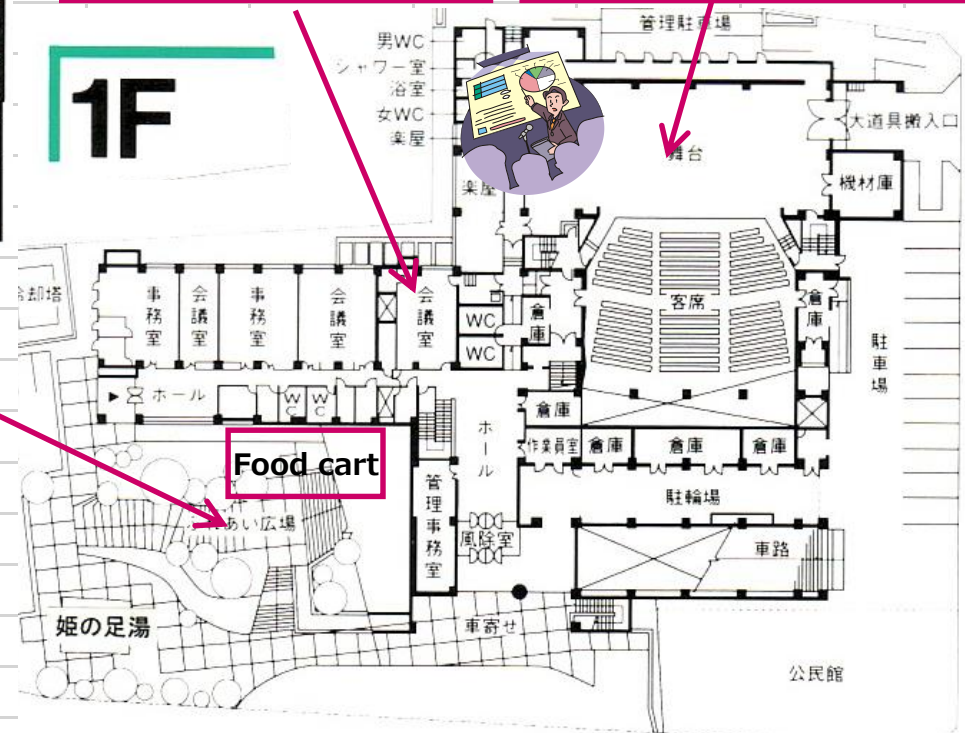 管理駐車場
男WC
シャワー室
浴室
女WC
楽屋
1F
大道具搬入口
舞台
機材庫
楽屋
冷却塔
事務室
会議室
事務室
会議室
会議室
WC
WC
倉庫
客席
倉庫
駐車場
ホール
WC
WC
倉庫
ホール
作業員室
倉庫
倉庫
倉庫
Food cart
管理事務室
駐輪場
あい広場
風除室
車路
姫の足湯
車寄せ
公民館